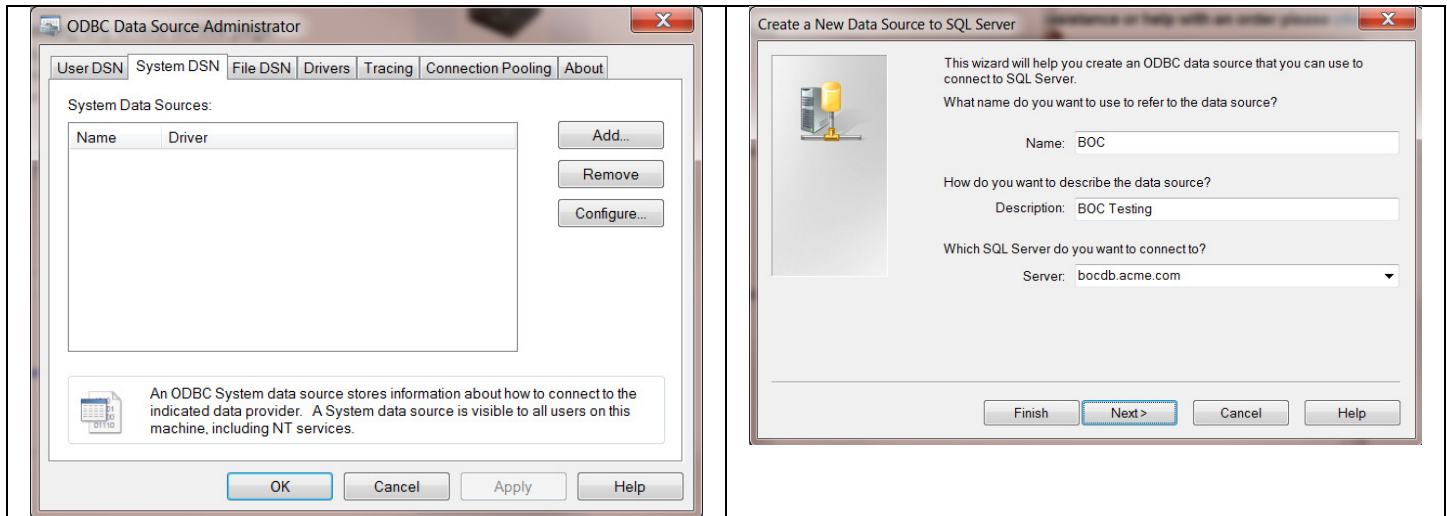 ODBC Data Source Administrator
User DSN System DSN File DSN Drivers Tracing Connection Pooling About
System Data Sources:
Name Driver
Add...
Remove
Configure...
An ODBC System data source stores information about how to connect to the
indicated data provider. A System data source is visible to all users on this
machine, including NT services.
OK Cancel Apply Help
Create a New Data Source to SQL Server
or help with an order please
This wizard will help you create an ODBC data source that you can use to
connect to SQL Server.
What name do you want to use to refer to the data source?
Name: BOC
How do you want to describe the data source?
Description: BOC Testing
Which SQL Server do you want to connect to?
Server: bocdb.acme.com
Finish Next > Cancel Help